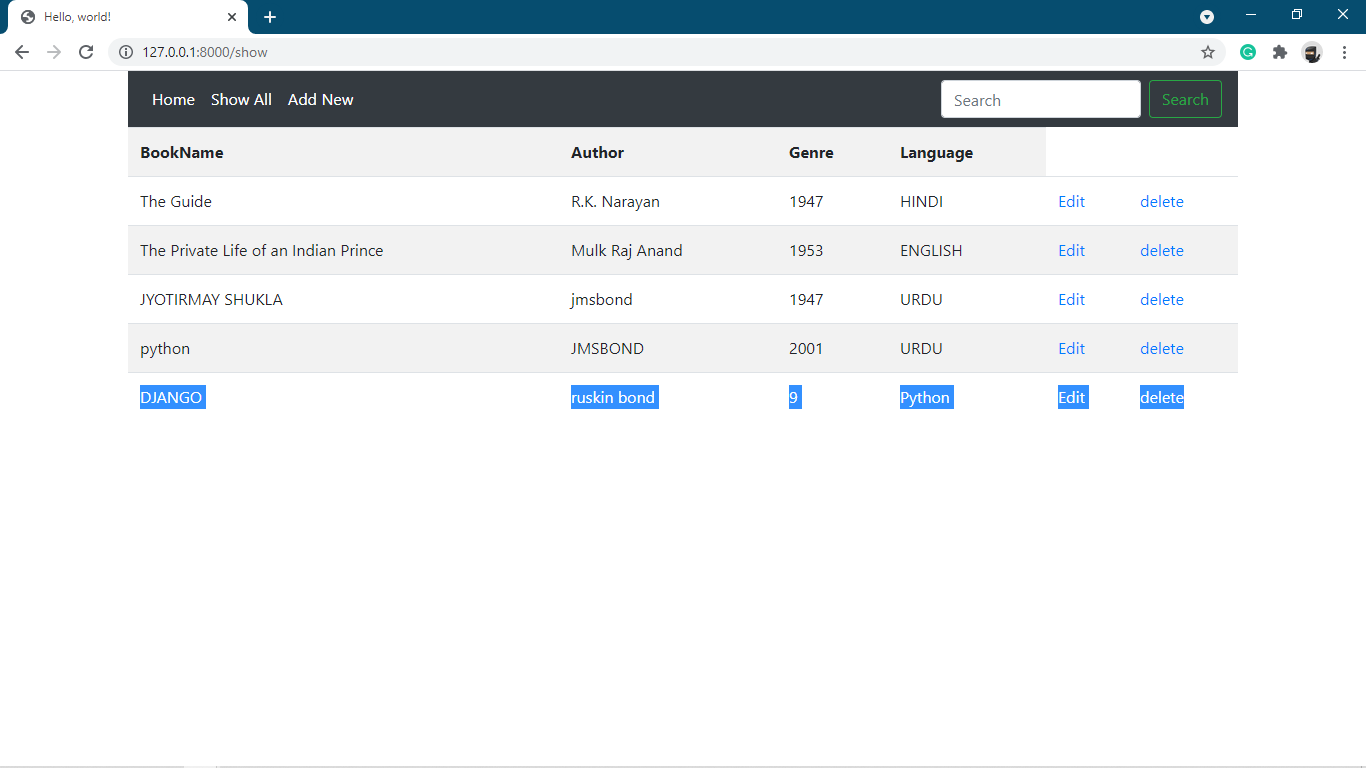 Hello, world!
127.0.0.1:8000/show
Home Show All Add New Search Search
BookName Author Genre Language
The Guide R.K. Narayan 1947 HINDI Edit delete
The Private Life of an Indian Prince Mulk Raj Anand 1953 ENGLISH Edit delete
JYOTIRMAY SHUKLA jmsbond 1947 URDU Edit delete
python JMSBOND 2001 URDU Edit delete
DJANGO ruskin bond 9 Python Edit delete